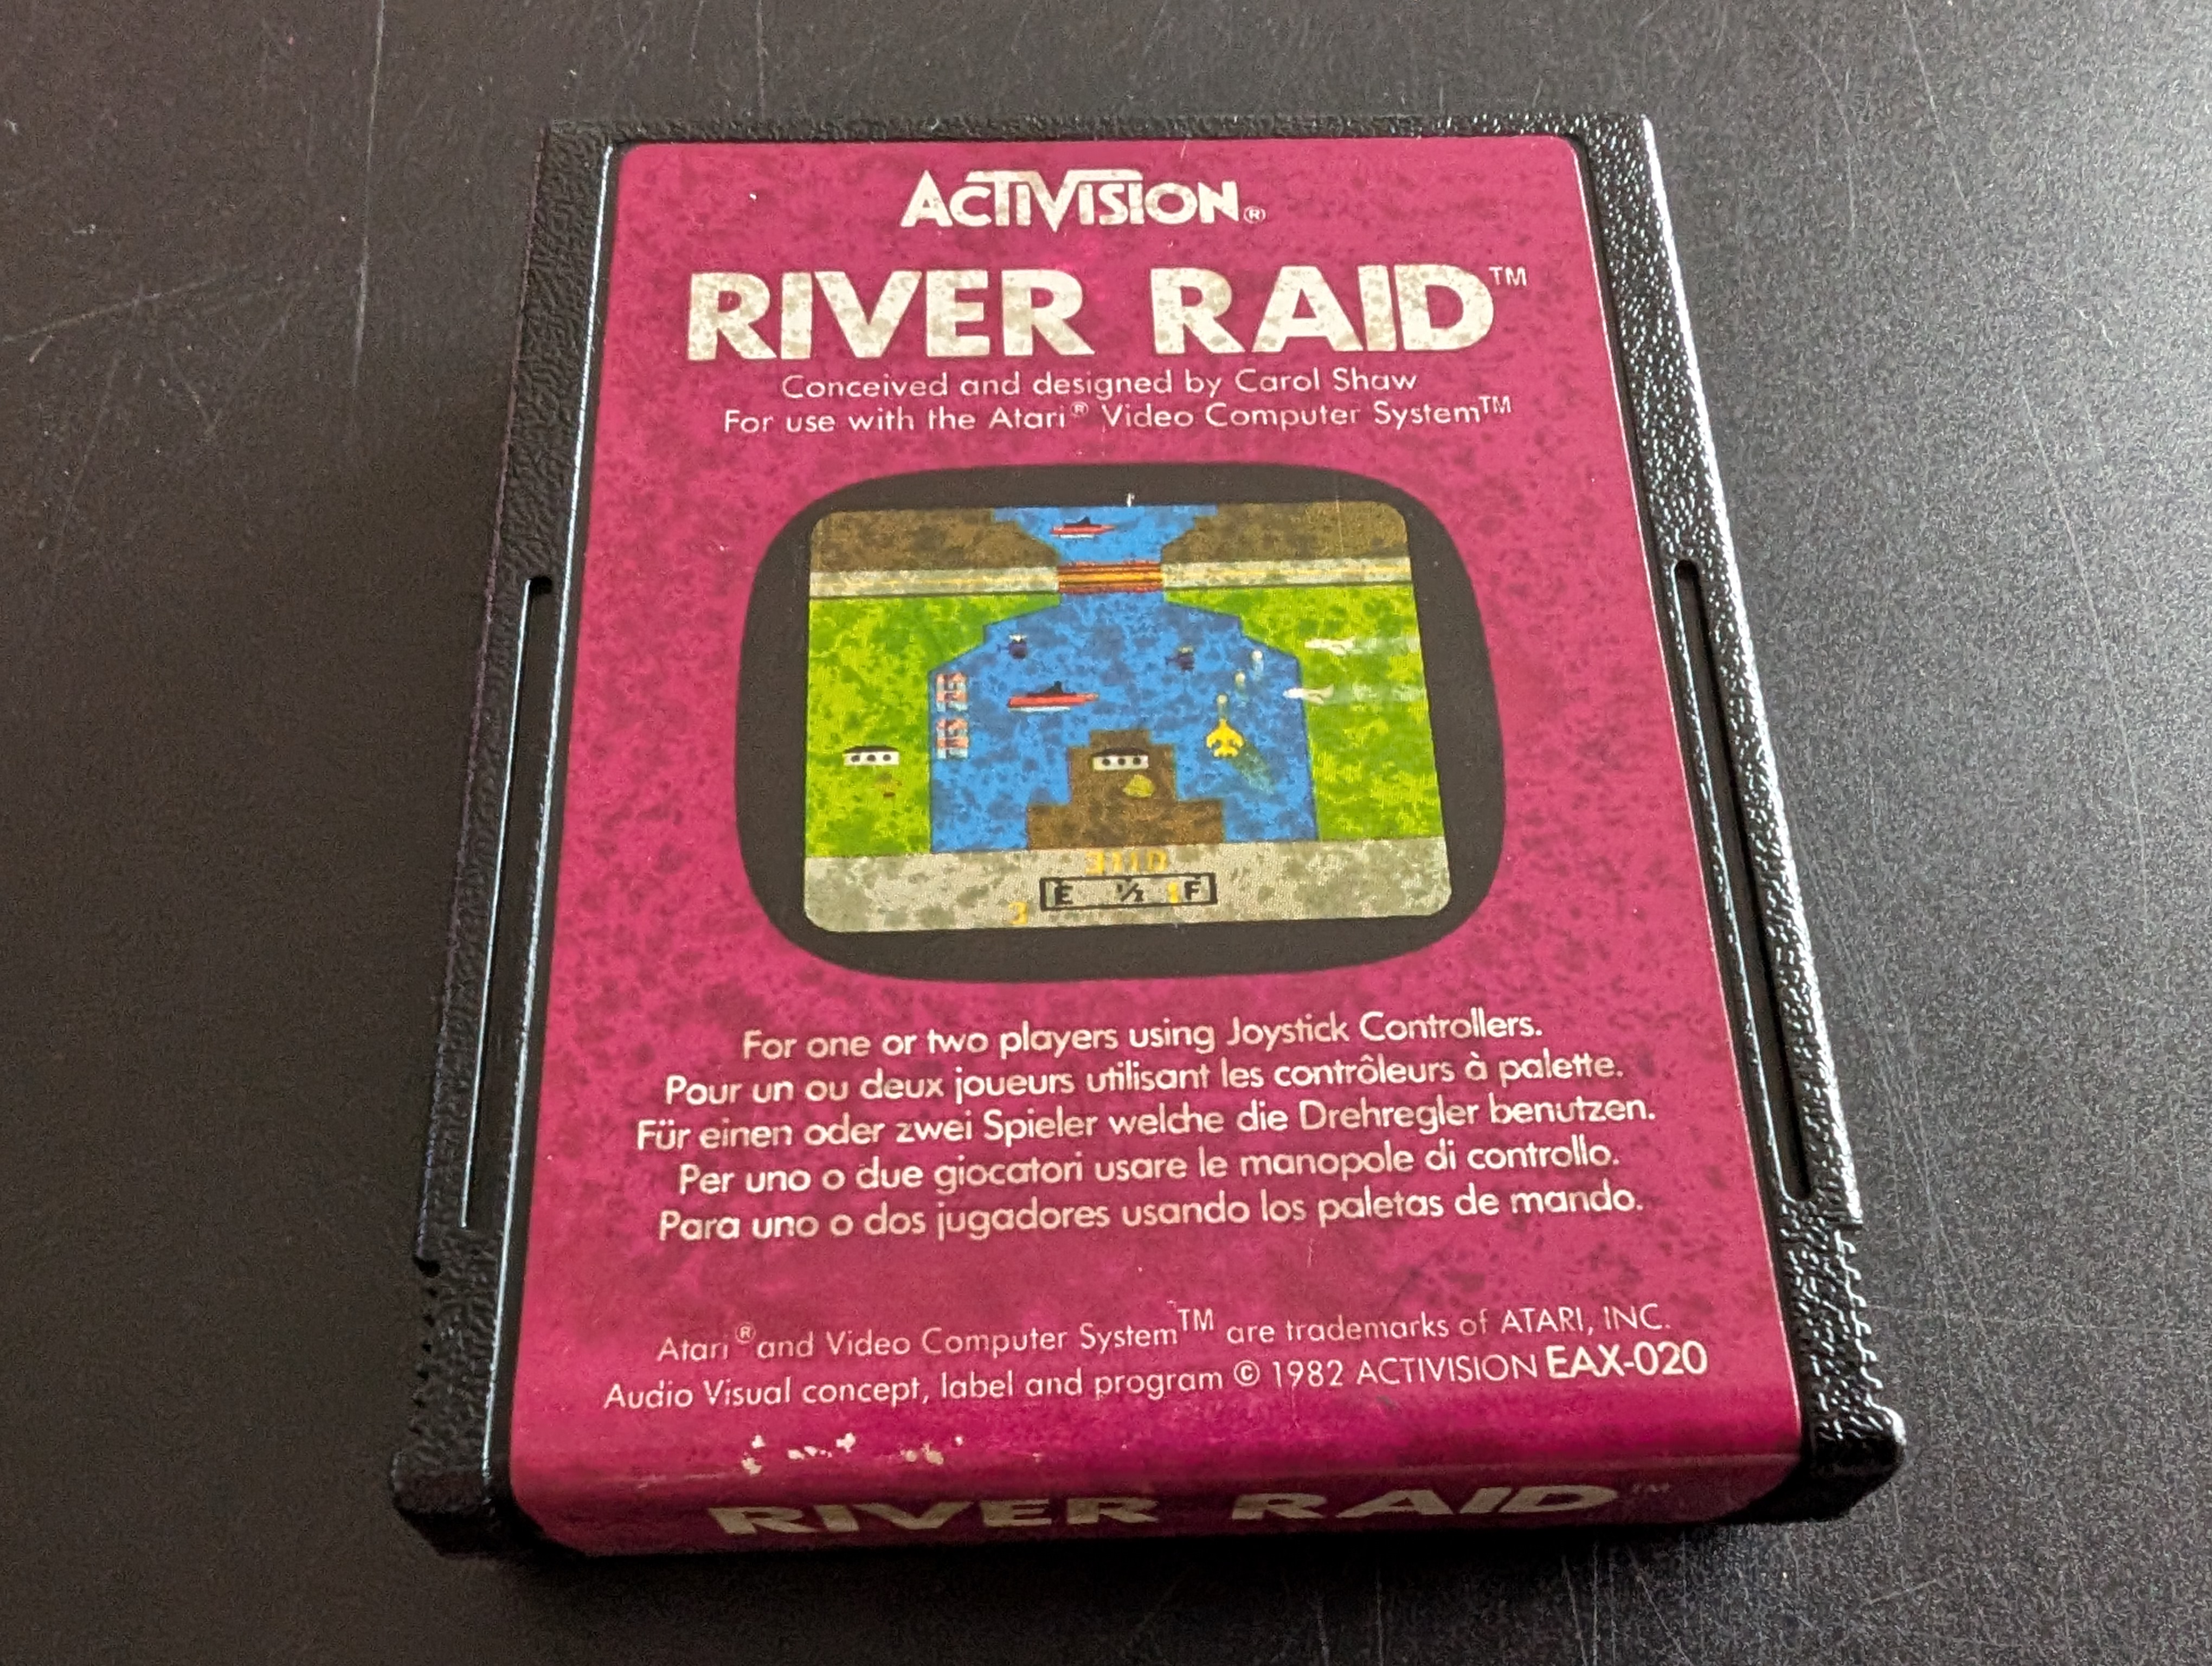 ACTIVISION®
RIVER RAID™
Conceived and designed by Carol Shaw
For use with the Atari® Video Computer System™
3110
E ½ F
3
For one or two players using Joystick Controllers.
Pour un ou deux joueurs utilisant les contrôleurs à palette.
Für einen oder zwei Spieler welche die Drehregler benutzen.
Per uno o due giocatori usare le manopole di controllo.
Para uno o dos jugadores usando los paletas de mando.
Atari® and Video Computer System™ are trademarks of ATARI, INC.
Audio Visual concept, label and program © 1982 ACTIVISION EAX-020
RIVER RAID™